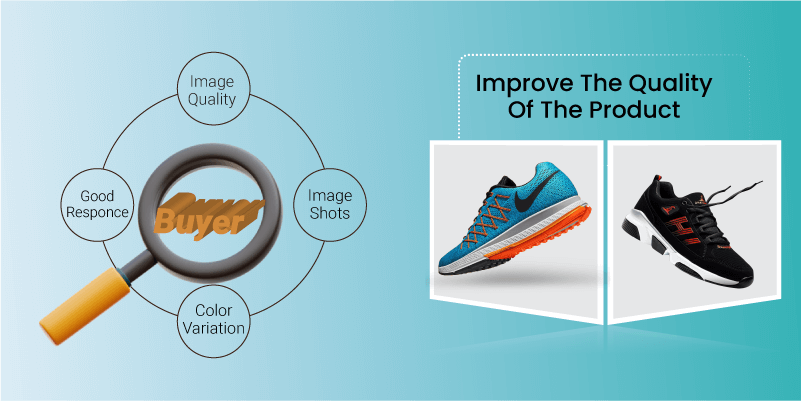 Image
Quality
Good
Responce
Buyer
Image
Shots
Color
Variation
Improve The Quality
Of The Product
H